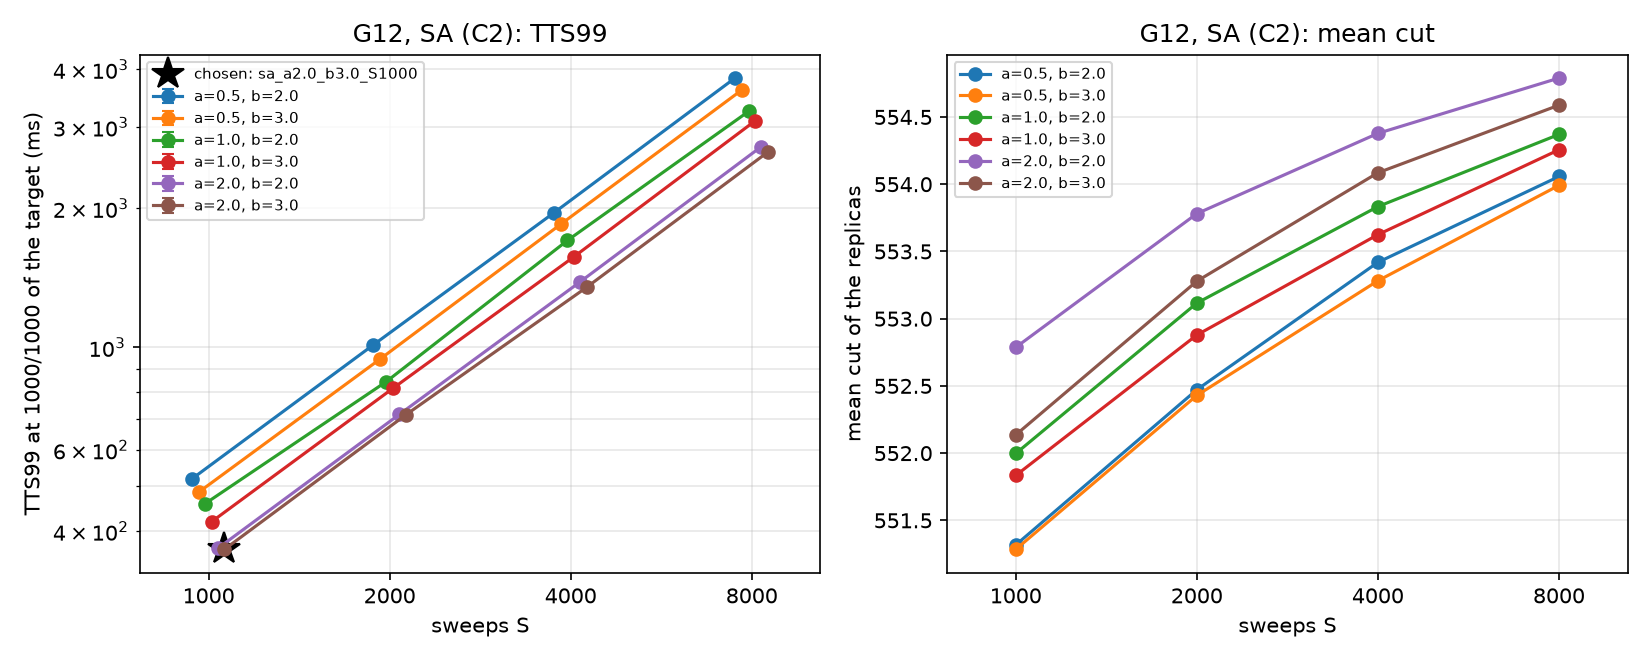 G12, SA (C2): TTS99
TTS99 at 1000/1000 of the target (ms)
4 × 10³
3 × 10³
2 × 10³
10³
6 × 10²
4 × 10²
chosen: sa_a2.0_b3.0_S1000
a=0.5, b=2.0
a=0.5, b=3.0
a=1.0, b=2.0
a=1.0, b=3.0
a=2.0, b=2.0
a=2.0, b=3.0
1000 2000 4000 8000
sweeps S
G12, SA (C2): mean cut
mean cut of the replicas
554.5
554.0
553.5
553.0
552.5
552.0
551.5
a=0.5, b=2.0
a=0.5, b=3.0
a=1.0, b=2.0
a=1.0, b=3.0
a=2.0, b=2.0
a=2.0, b=3.0
1000 2000 4000 8000
sweeps S